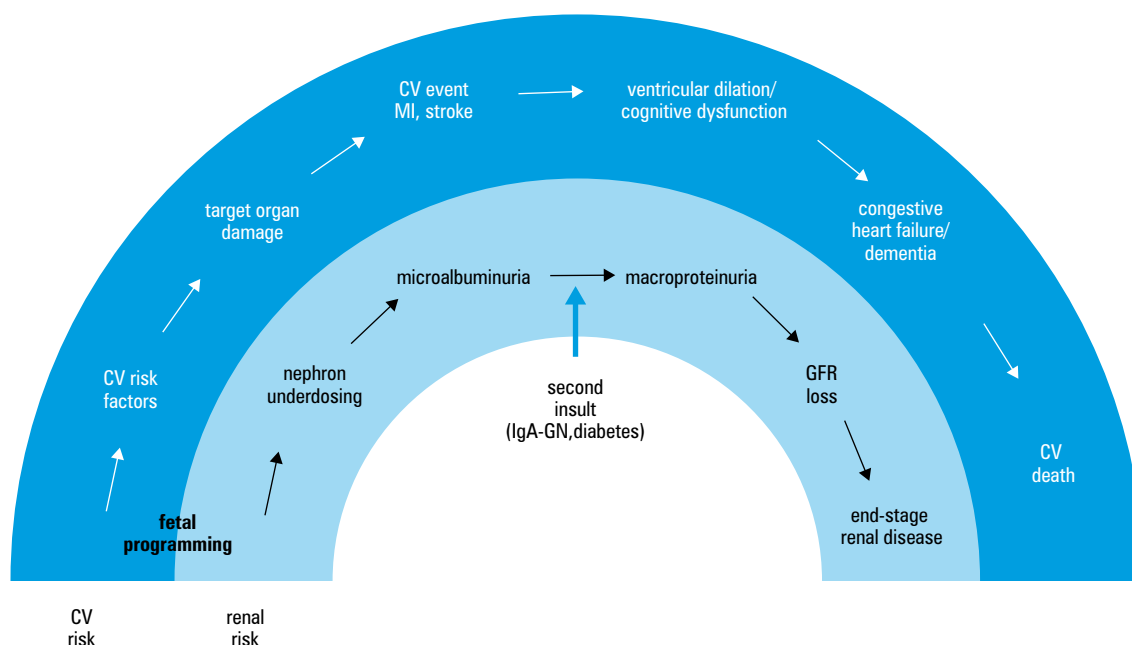 CV event
MI, stroke
ventricular dilation/
cognitive dysfunction
target organ
damage
congestive
heart failure/
dementia
microalbuminuria
macroproteinuria
CV risk
factors
nephron
underdosing
second
insult
(IgA-GN,diabetes)
GFR
loss
CV
death
fetal
programming
end-stage
renal disease
CV
risk
renal
risk